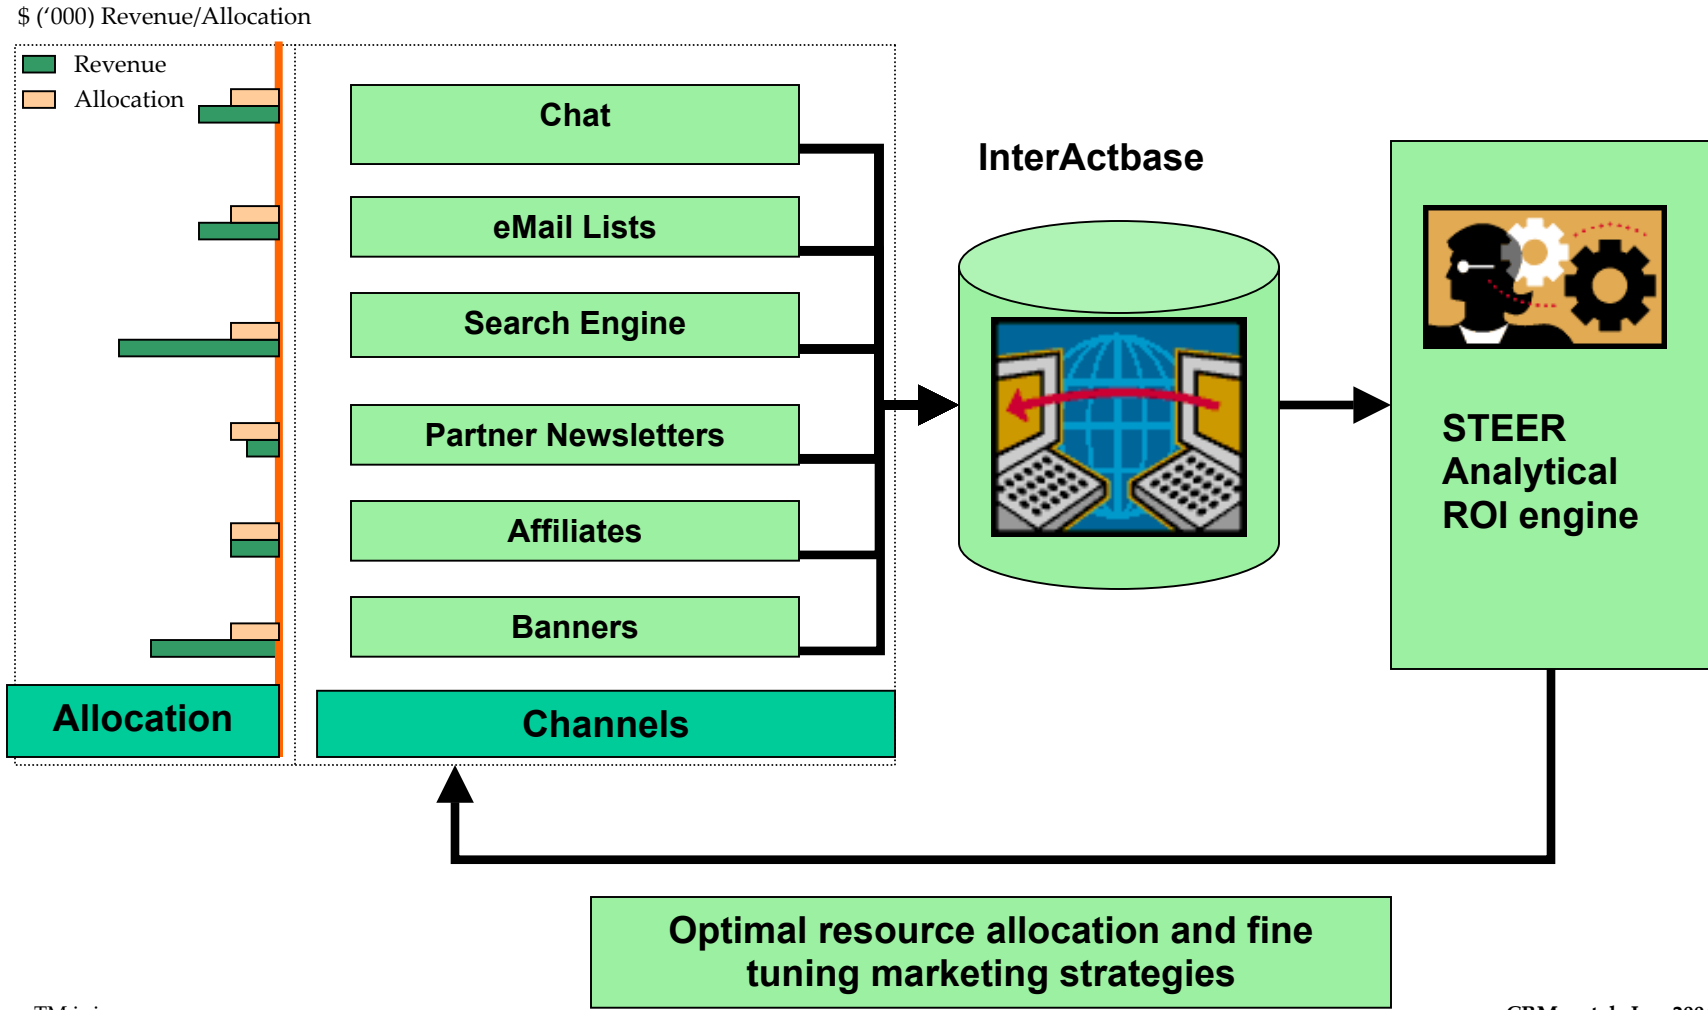 $ (‘000) Revenue/Allocation
Revenue
Allocation
Chat
eMail Lists
Search Engine
Partner Newsletters
Affiliates
Banners
Allocation
Channels
InterActbase
STEER
Analytical
ROI engine
Optimal resource allocation and fine
tuning marketing strategies